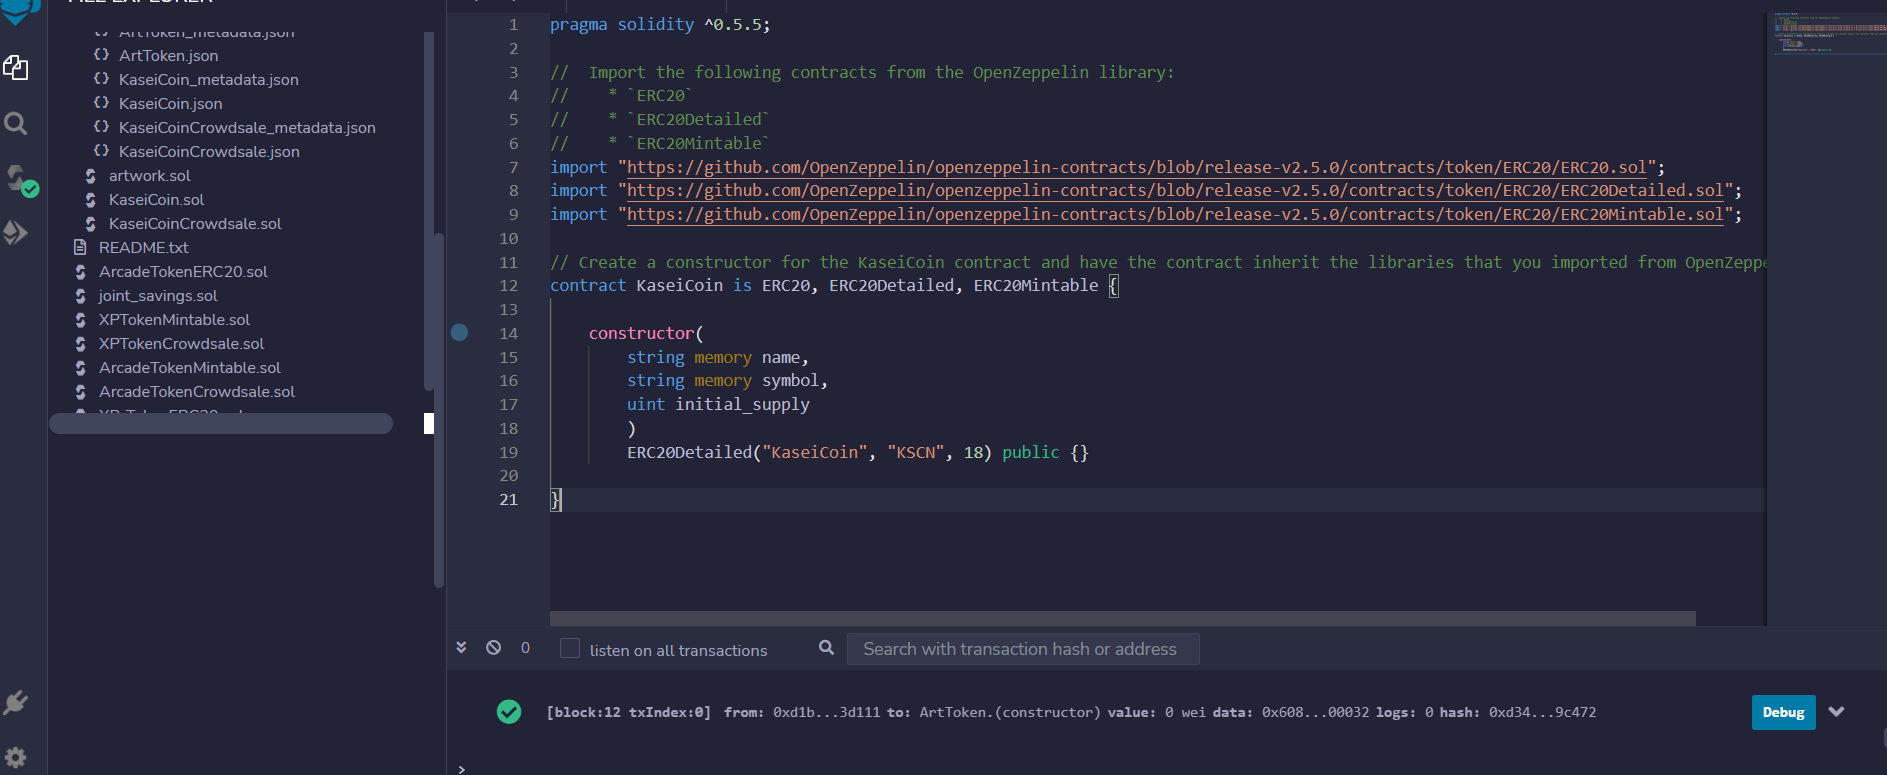 FILE EXPLORER
ArtToken_metadata.json
ArtToken.json
KaseiCoin_metadata.json
KaseiCoin.json
KaseiCoinCrowdsale_metadata.json
KaseiCoinCrowdsale.json
artwork.sol
KaseiCoin.sol
KaseiCoinCrowdsale.sol
README.txt
ArcadeTokenERC20.sol
joint_savings.sol
XPTokenMintable.sol
XPTokenCrowdsale.sol
ArcadeTokenMintable.sol
ArcadeTokenCrowdsale.sol
1 pragma solidity ^0.5.5;
2
3 //  Import the following contracts from the OpenZeppelin library:
4 //    * `ERC20`
5 //    * `ERC20Detailed`
6 //    * `ERC20Mintable`
7 import "https://github.com/OpenZeppelin/openzeppelin-contracts/blob/release-v2.5.0/contracts/token/ERC20/ERC20.sol";
8 import "https://github.com/OpenZeppelin/openzeppelin-contracts/blob/release-v2.5.0/contracts/token/ERC20/ERC20Detailed.sol";
9 import "https://github.com/OpenZeppelin/openzeppelin-contracts/blob/release-v2.5.0/contracts/token/ERC20/ERC20Mintable.sol";
10
11 // Create a constructor for the KaseiCoin contract and have the contract inherit the libraries that you imported from OpenZeppe
12 contract KaseiCoin is ERC20, ERC20Detailed, ERC20Mintable {
13
14     constructor(
15         string memory name,
16         string memory symbol,
17         uint initial_supply
18         )
19         ERC20Detailed("KaseiCoin", "KSCN", 18) public {}
20
21 }
0 listen on all transactions Search with transaction hash or address
[block:12 txIndex:0] from: 0xd1b...3d111 to: ArtToken.(constructor) value: 0 wei data: 0x608...00032 logs: 0 hash: 0xd34...9c472 Debug
>